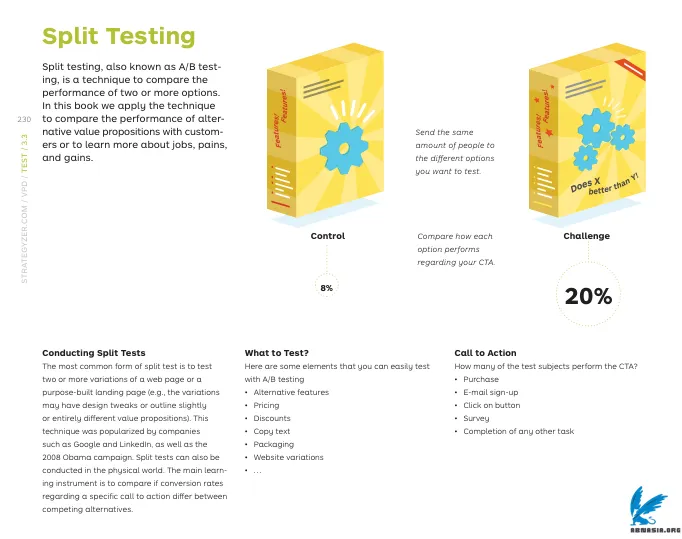 Split Testing
Split testing, also known as A/B test-
ing, is a technique to compare the
performance of two or more options.
In this book we apply the technique
to compare the performance of alter-
native value propositions with custom-
ers or to learn more about jobs, pains,
and gains.
230
STRATEGYZER.COM / VPD / TEST / 3.3
Features!
Features!
Send the same
amount of people to
the different options
you want to test.
Features!
Features!
Does X
better than Y!
Control
Compare how each
option performs
regarding your CTA.
Challenge
8%
20%
Conducting Split Tests
The most common form of split test is to test
two or more variations of a web page or a
purpose-built landing page (e.g., the variations
may have design tweaks or outline slightly
or entirely different value propositions). This
technique was popularized by companies
such as Google and LinkedIn, as well as the
2008 Obama campaign. Split tests can also be
conducted in the physical world. The main learn-
ing instrument is to compare if conversion rates
regarding a specific call to action differ between
competing alternatives.
What to Test?
Here are some elements that you can easily test
with A/B testing
• Alternative features
• Pricing
• Discounts
• Copy text
• Packaging
• Website variations
• ...
Call to Action
How many of the test subjects perform the CTA?
• Purchase
• E-mail sign-up
• Click on button
• Survey
• Completion of any other task
ABNASIA.ORG